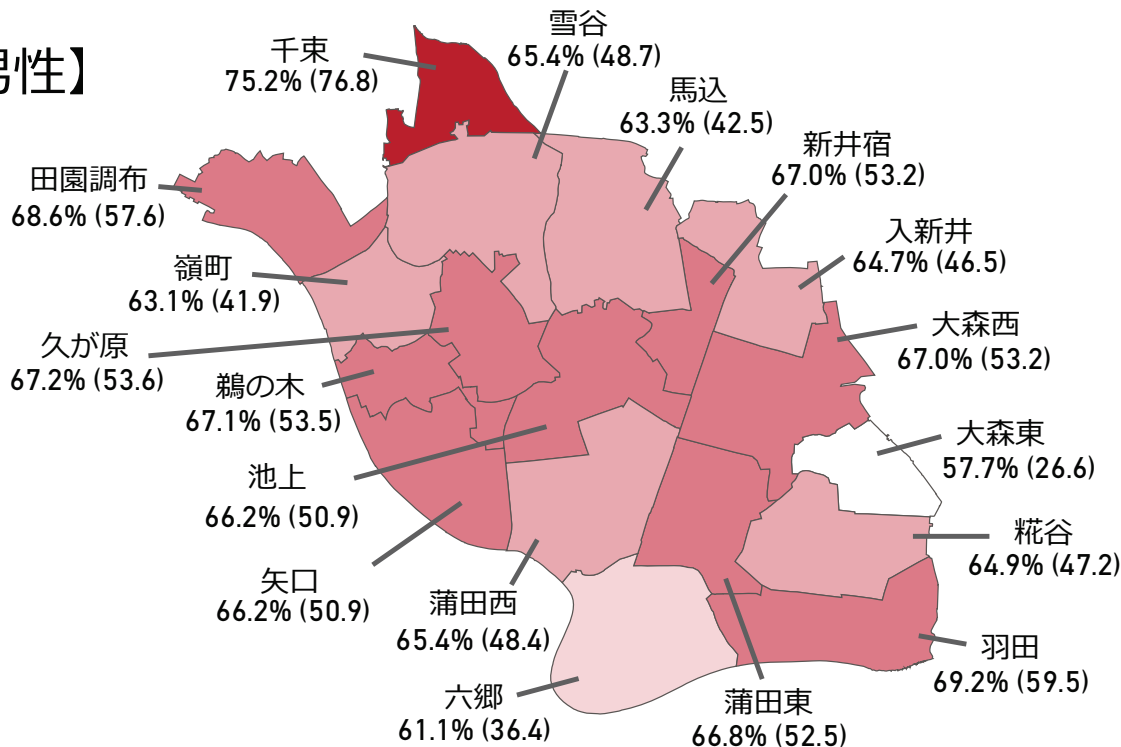 男性】
雪谷
65.4% (48.7)
千束
75.2% (76.8)
馬込
63.3% (42.5)
新井宿
67.0% (53.2)
田園調布
68.6% (57.6)
入新井
64.7% (46.5)
嶺町
63.1% (41.9)
大森西
67.0% (53.2)
久が原
67.2% (53.6)
鵜の木
67.1% (53.5)
大森東
57.7% (26.6)
池上
66.2% (50.9)
糀谷
64.9% (47.2)
矢口
66.2% (50.9)
蒲田西
65.4% (48.4)
羽田
69.2% (59.5)
六郷
61.1% (36.4)
蒲田東
66.8% (52.5)